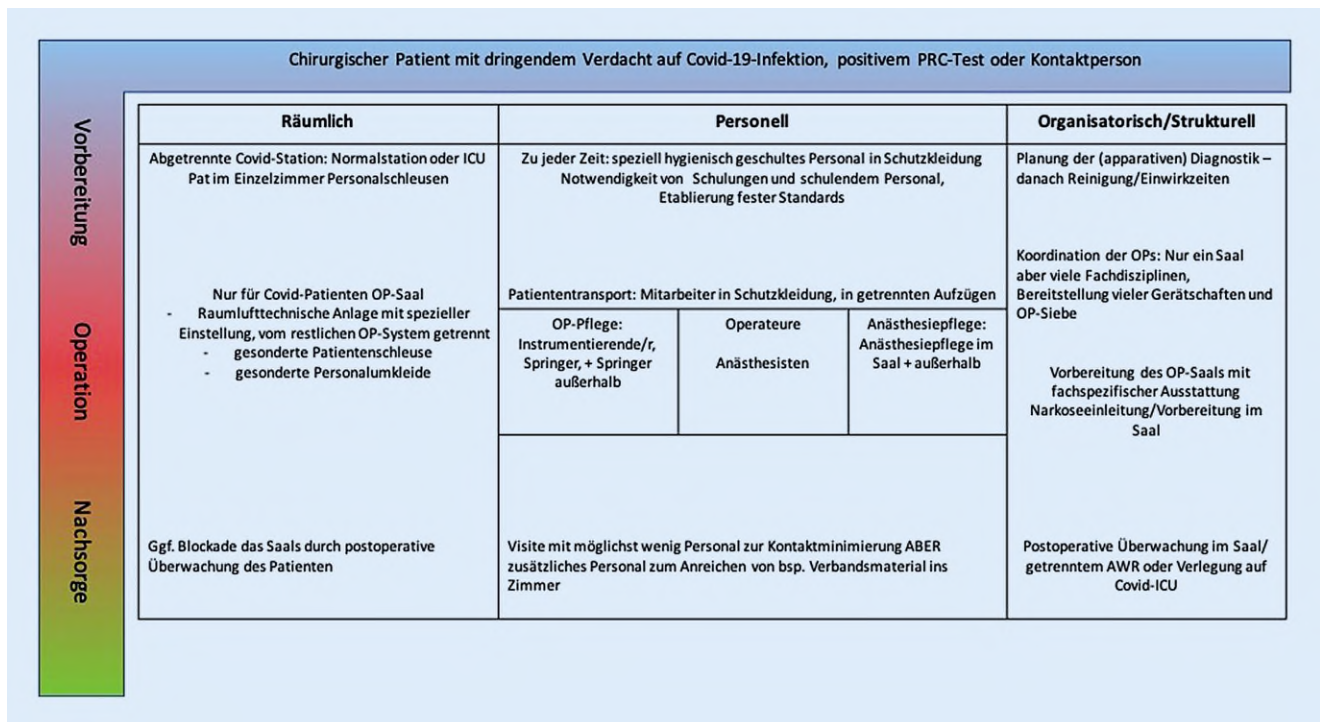 Chirurgischer Patient mit dringendem Verdacht auf Covid-19-Infektion, positivem PRC-Test oder Kontaktperson
Vorbereitung
Operation
Nachsorge
Räumlich
Abgetrennte Covid-Station: Normalstation oder ICU
Pat im Einzelzimmer Personalschleusen
Nur für Covid-Patienten OP-Saal
- Raumlufttechnische Anlage mit spezieller
Einstellung, vom restlichen OP-System getrennt
- gesonderte Patientenschleuse
- gesonderte Personalumkleide
Ggf. Blockade das Saals durch postoperative
Überwachung des Patienten
Personell
Zu jeder Zeit: speziell hygienisch geschultes Personal in Schutzkleidung
Notwendigkeit von Schulungen und schulendem Personal,
Etablierung fester Standards
Patiententransport: Mitarbeiter in Schutzkleidung, in getrennten Aufzügen
OP-Pflege:
Instrumentierende/r,
Springer, + Springer
außerhalb
Operateure
Anästhesisten
Anästhesiepflege:
Anästhesiepflege im
Saal + außerhalb
Visite mit möglichst wenig Personal zur Kontaktminimierung ABER
zusätzliches Personal zum Anreichen von bsp. Verbandsmaterial ins
Zimmer
Organisatorisch/Strukturell
Planung der (apparativen) Diagnostik –
danach Reinigung/Einwirkzeiten
Koordination der OPs: Nur ein Saal
aber viele Fachdisziplinen,
Bereitstellung vieler Gerätschaften und
OP-Siebe
Vorbereitung des OP-Saals mit
fachspezifischer Ausstattung
Narkoseeinleitung/Vorbereitung im
Saal
Postoperative Überwachung im Saal/
getrenntem AWR oder Verlegung auf
Covid-ICU